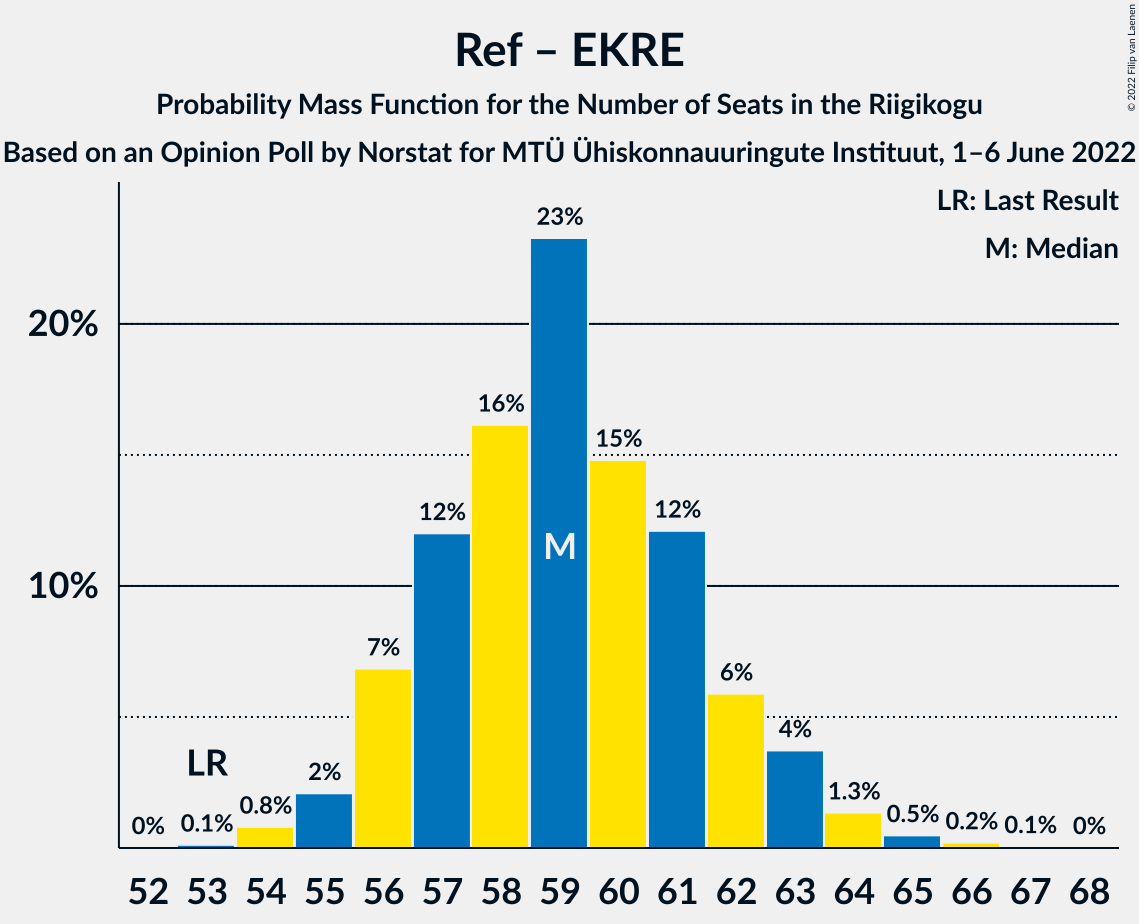 Ref – EKRE
Probability Mass Function for the Number of Seats in the Riigikogu
Based on an Opinion Poll by Norstat for MTÜ Ühiskonnauuringute Instituut, 1–6 June 2022
© 2022 Filip van Laenen
LR: Last Result
M: Median
20%
10%
0% 0.1% 0.8% 2% 7% 12% 16% 23% 15% 12% 6% 4% 1.3% 0.5% 0.2% 0.1% 0%
LR
M
52 53 54 55 56 57 58 59 60 61 62 63 64 65 66 67 68